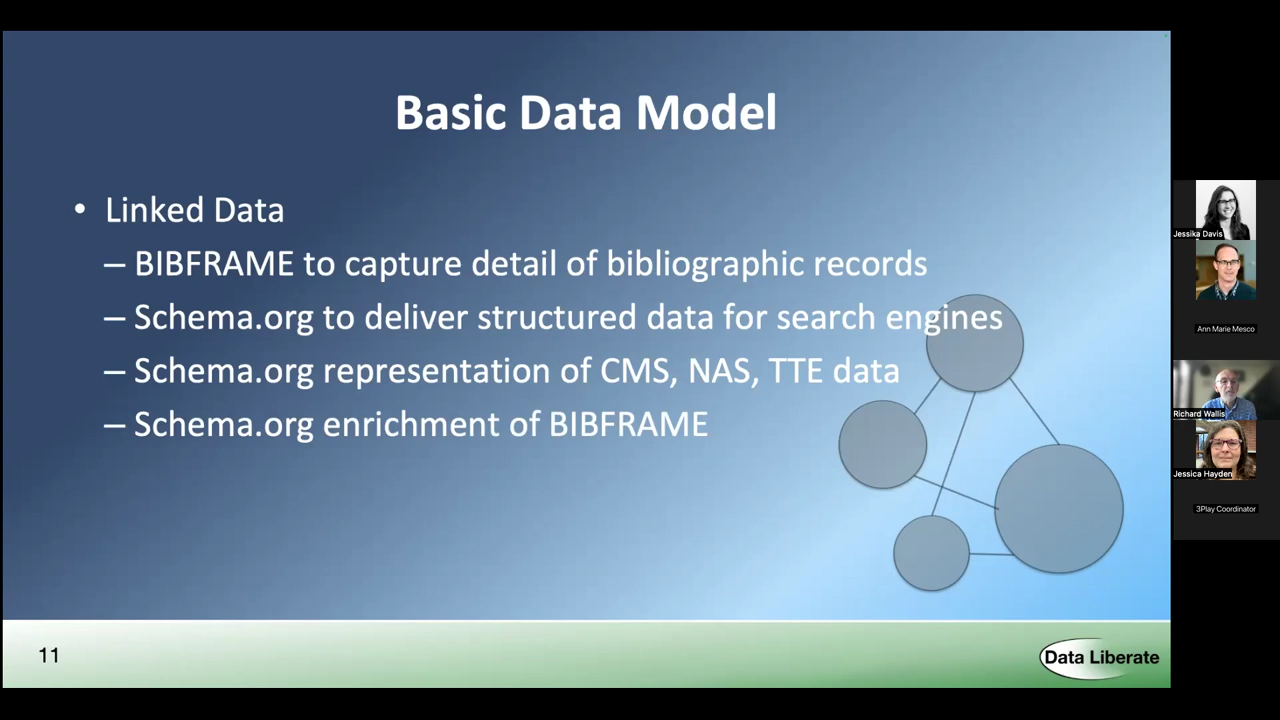 Basic Data Model
• Linked Data
– BIBFRAME to capture detail of bibliographic records
– Schema.org to deliver structured data for search engines
– Schema.org representation of CMS, NAS, TTE data
– Schema.org enrichment of BIBFRAME
11
Data Liberate
Jessika Davis
Ann Marie Mesco
Richard Wallis
Jessica Hayden
3Play Coordinator